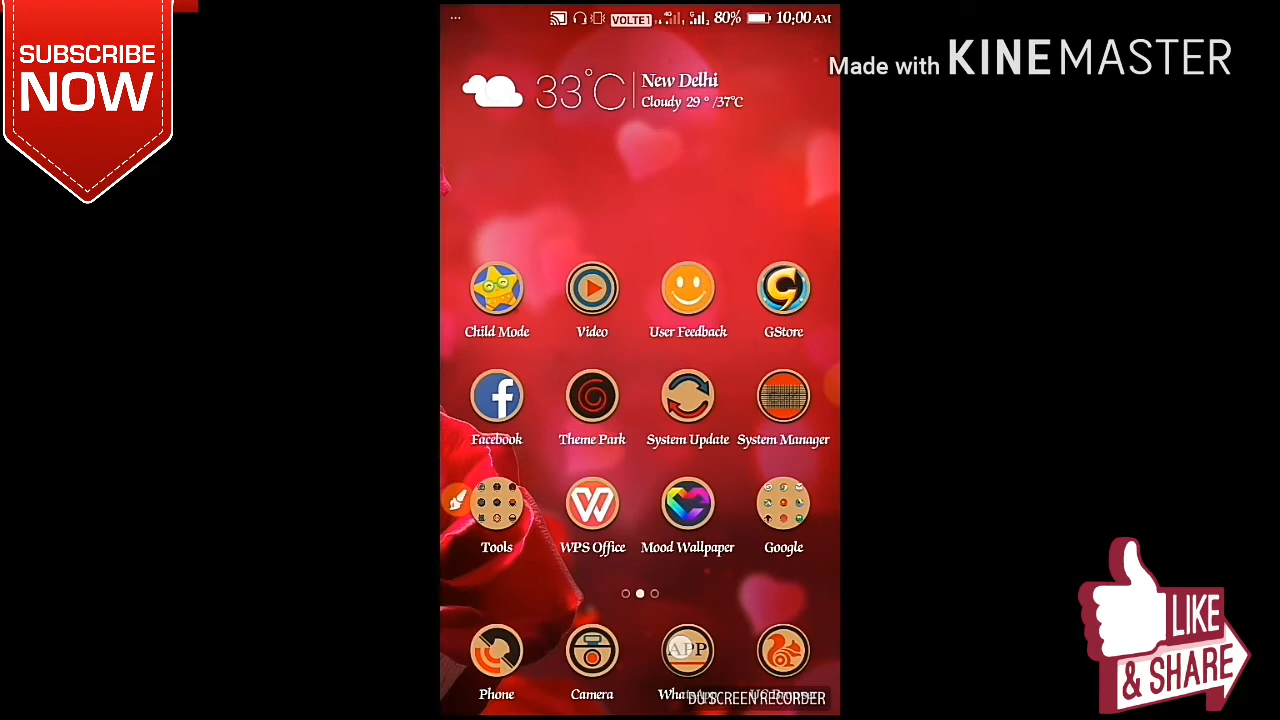 SUBSCRIBE
NOW
... VOLTE1 80% 10:00 AM
Made with KINEMASTER
33°C New Delhi
Cloudy 29 ° /37°C
Child Mode Video User Feedback GStore
Facebook Theme Park System Update System Manager
Tools WPS Office Mood Wallpaper Google
APP
Phone Camera
DU SCREEN RECORDER
LIKE
& SHARE